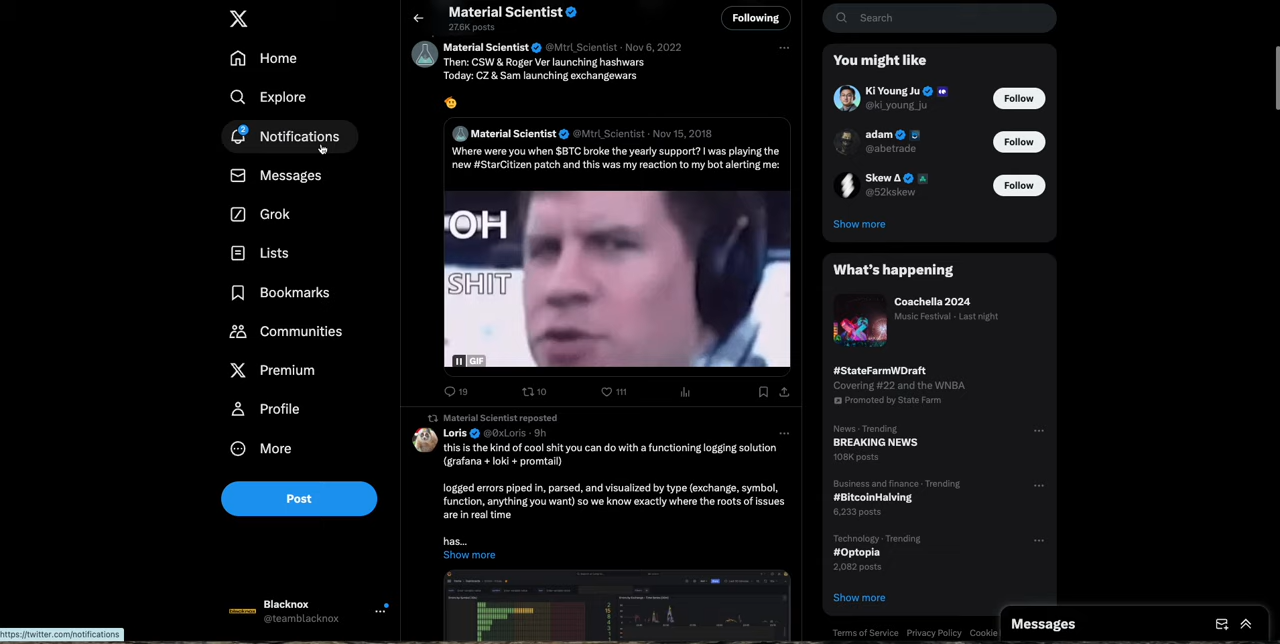 Home
Explore
2
Notifications
Messages
Grok
Lists
Bookmarks
Communities
Premium
Profile
More
Post
Blacknox
@teamblacknox
https://twitter.com/notifications
Material Scientist
27.6K posts
Following
Material Scientist @Mtrl_Scientist · Nov 6, 2022
Then: CSW & Roger Ver launching hashwars
Today: CZ & Sam launching exchangewars
Material Scientist @Mtrl_Scientist · Nov 15, 2018
Where were you when $BTC broke the yearly support? I was playing the
new #StarCitizen patch and this was my reaction to my bot alerting me:
OH
SHIT
GIF
19 10 111
Material Scientist reposted
Loris @0xLoris · 9h
this is the kind of cool shit you can do with a functioning logging solution
(grafana + loki + promtail)
logged errors piped in, parsed, and visualized by type (exchange, symbol,
function, anything you want) so we know exactly where the roots of issues
are in real time
has...
Show more
Search
You might like
Ki Young Ju
@ki_young_ju
Follow
adam
@abetrade
Follow
Skew Δ
@52kskew
Follow
Show more
What's happening
Coachella 2024
Music Festival · Last night
#StateFarmWDraft
Covering #22 and the WNBA
Promoted by State Farm
News · Trending
BREAKING NEWS
108K posts
Business and finance · Trending
#BitcoinHalving
6,233 posts
Technology · Trending
#Optopia
2,082 posts
Show more
Terms of Service Privacy Policy Cookie
Messages